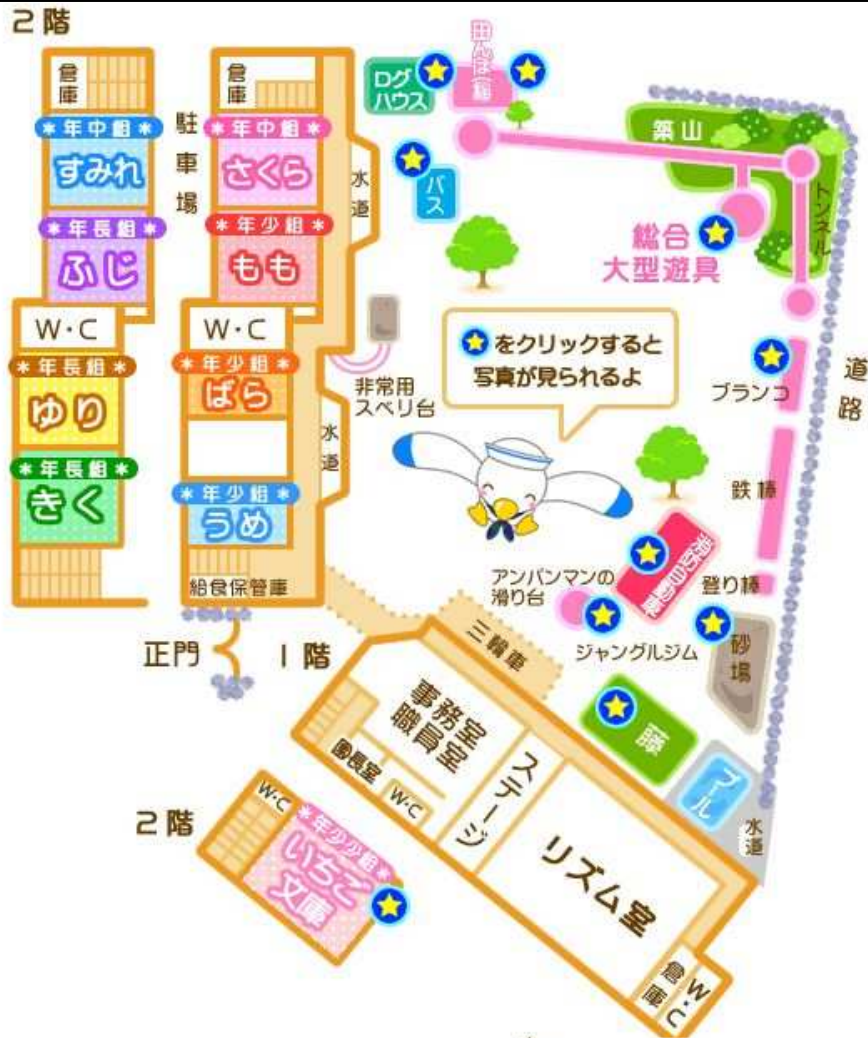 2階
倉庫
＊年中組＊
すみれ
＊年長組＊
ふじ
W・C
＊年長組＊
ゆり
＊年長組＊
きく
駐車場
倉庫
＊年中組＊
さくら
＊年少組＊
もも
W・C
＊年少組＊
ばら
＊年少組＊
うめ
給食保管庫
水道
水道
正門
1階
ログ
ハウス
バス
築山
トンネル
総合
大型遊具
をクリックすると
写真が見られるよ
非常用
スベリ台
ブランコ
道路
鉄棒
消防自動車
登り棒
アンパンマンの
滑り台
ジャングルジム
砂場
三輪車
藤
プール
水道
事務室
職員室
園長室
W・C
ステージ
リズム室
倉庫
W・C
2階
W・C
＊年少少組＊
いちご
文庫